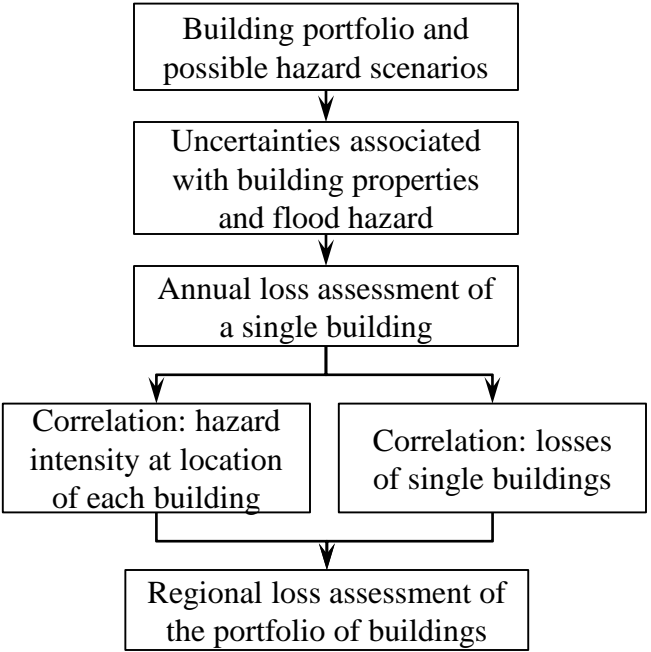 Building portfolio and
possible hazard scenarios
Uncertainties associated
with building properties
and flood hazard
Annual loss assessment of
a single building
Correlation: hazard
intensity at location
of each building
Correlation: losses
of single buildings
Regional loss assessment of
the portfolio of buildings